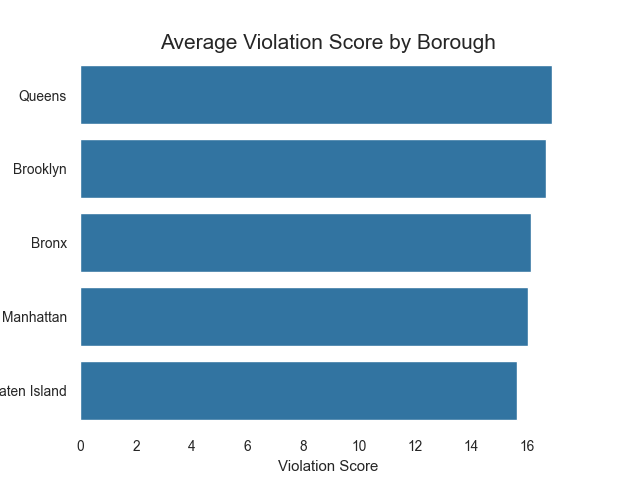 Average Violation Score by Borough
Queens
Brooklyn
Bronx
Manhattan
aten Island
0 2 4 6 8 10 12 14 16
Violation Score